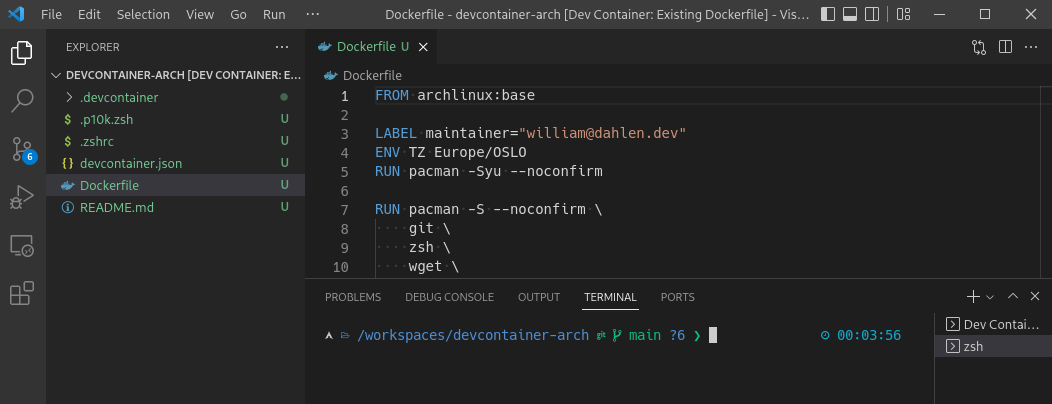 File Edit Selection View Go Run ··· Dockerfile - devcontainer-arch [Dev Container: Existing Dockerfile] - Vis...
EXPLORER ···
DEVCONTAINER-ARCH [DEV CONTAINER: E...
.devcontainer
$ .p10k.zsh U
$ .zshrc U
{} devcontainer.json U
Dockerfile U
README.md U
6
Dockerfile U
Dockerfile
1 FROM archlinux:base
2
3 LABEL maintainer="william@dahlen.dev"
4 ENV TZ Europe/OSLO
5 RUN pacman -Syu --noconfirm
6
7 RUN pacman -S --noconfirm \
8 git \
9 zsh \
10 wget \
PROBLEMS DEBUG CONSOLE OUTPUT TERMINAL PORTS
/workspaces/devcontainer-arch git main ?6 ❯ 00:03:56
Dev Contai...
zsh